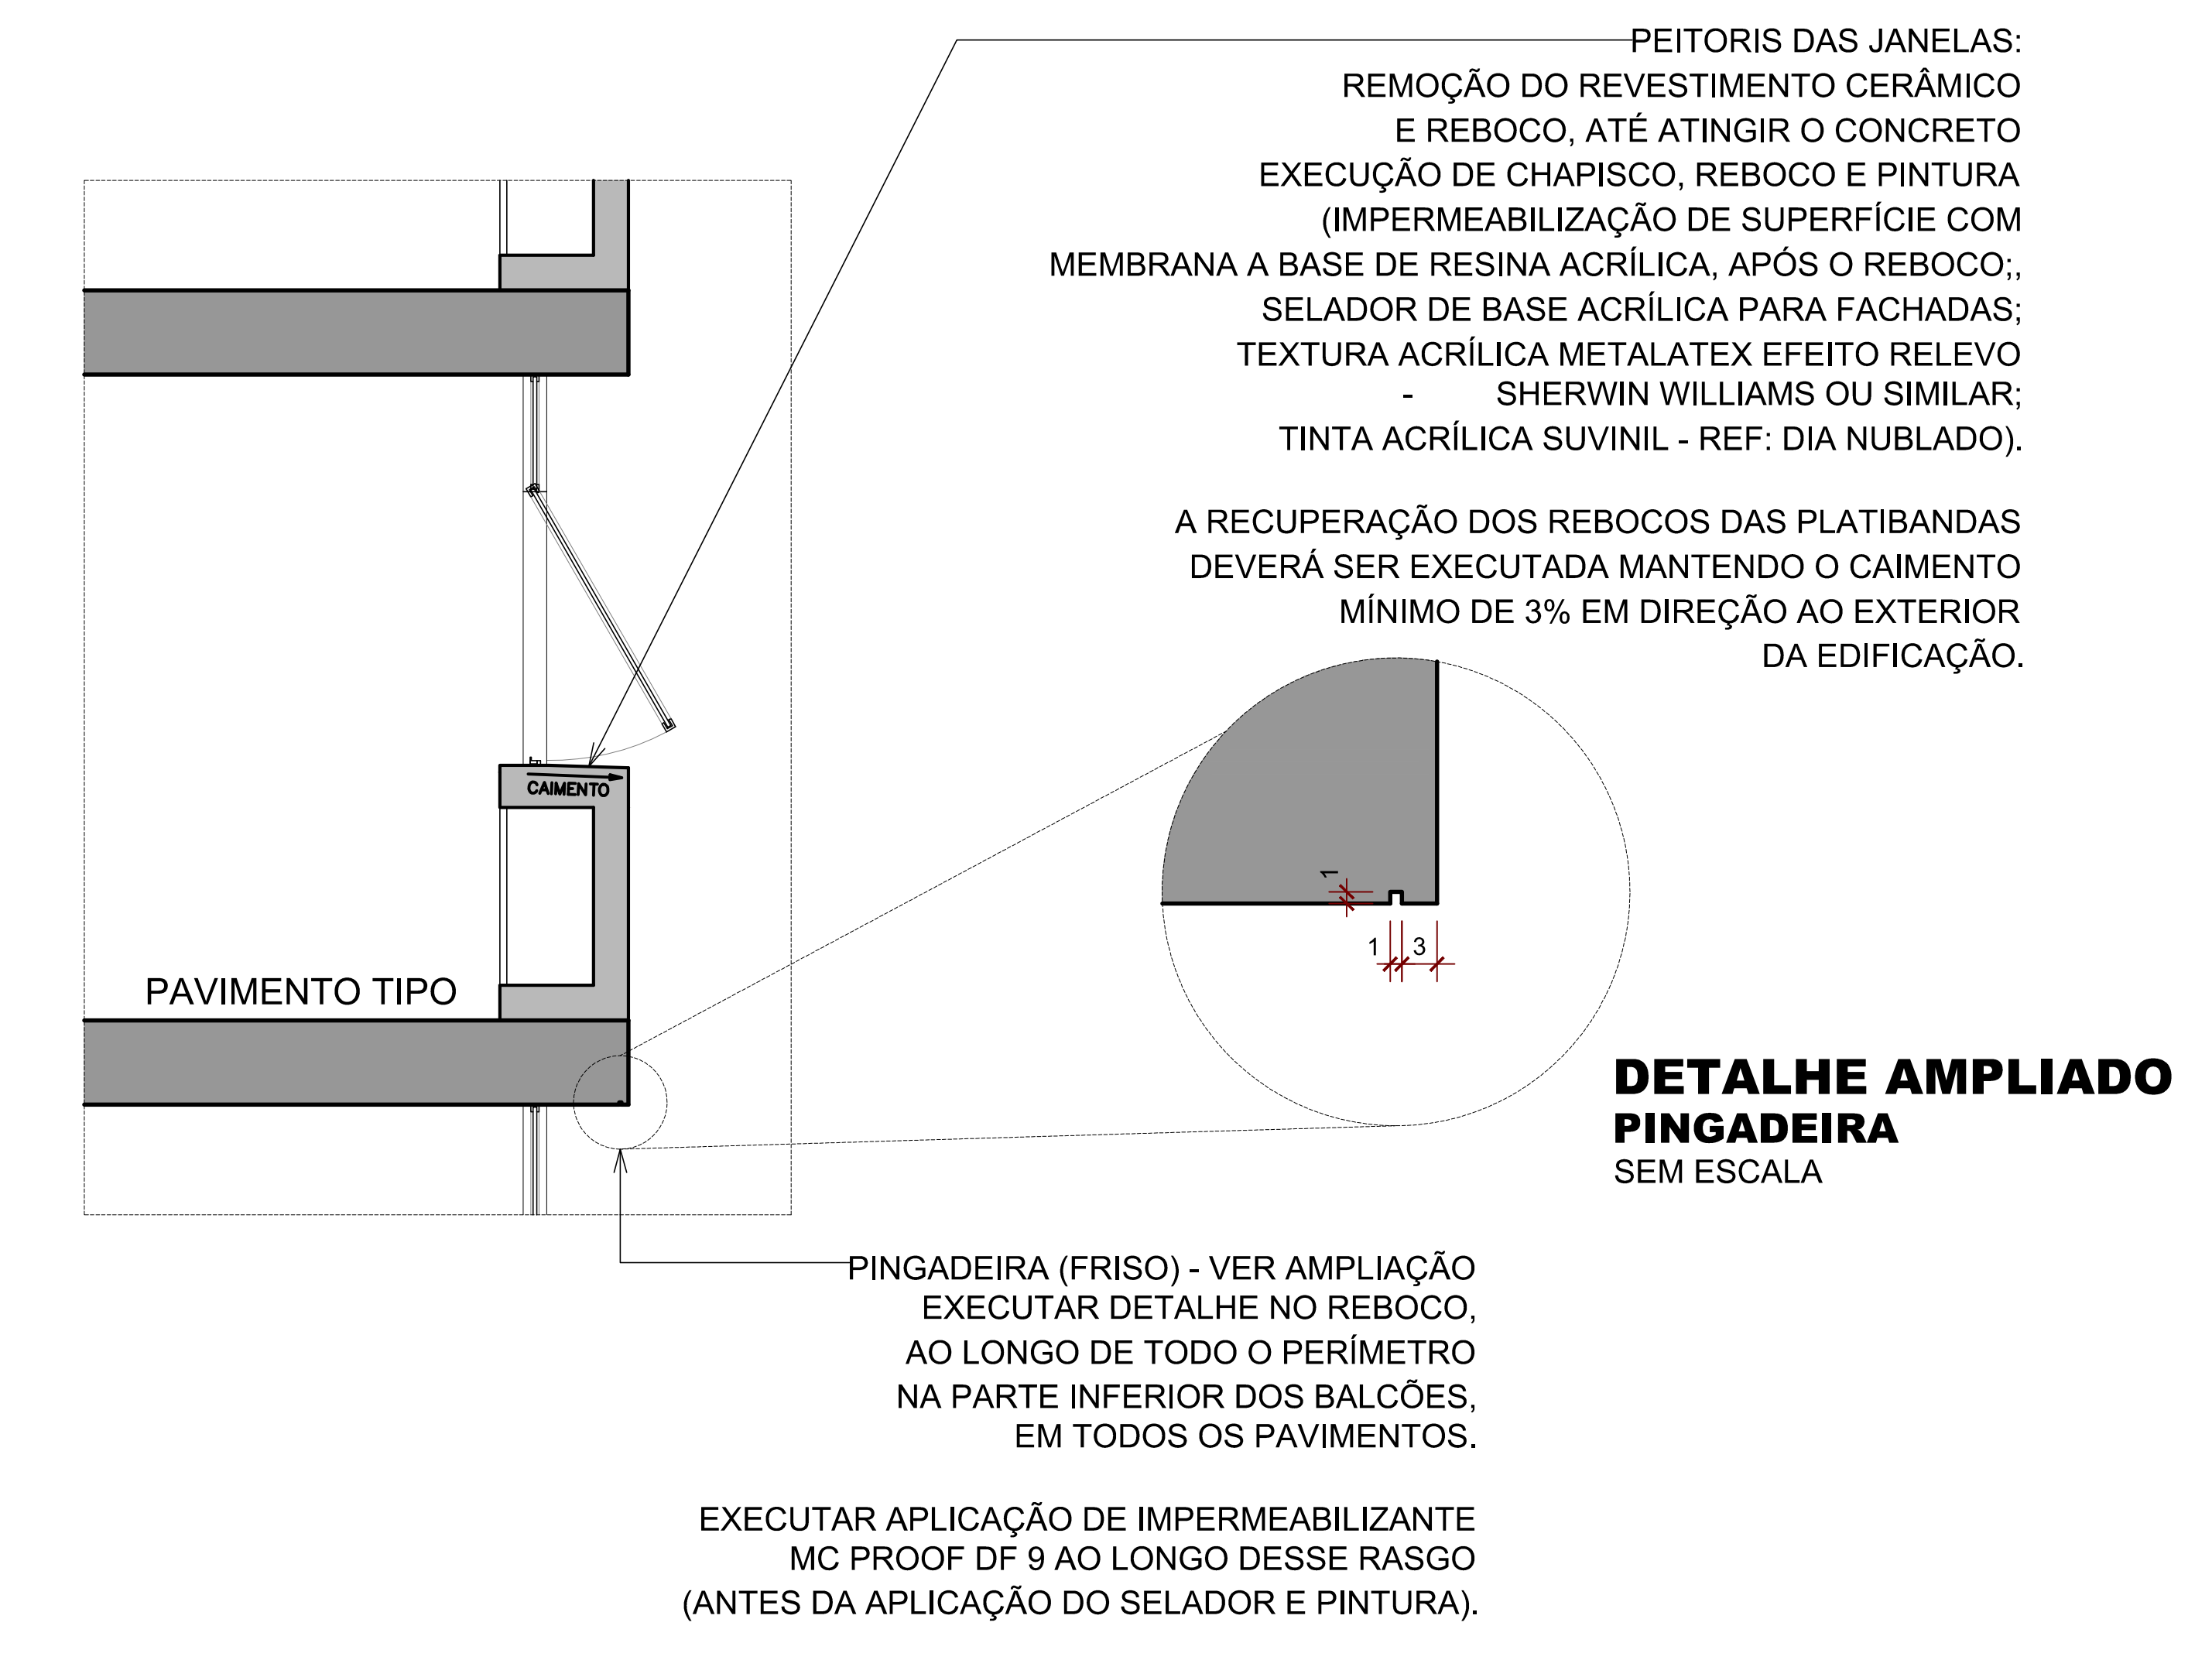 PEITORIS DAS JANELAS:
REMOÇÃO DO REVESTIMENTO CERÂMICO
E REBOCO, ATÉ ATINGIR O CONCRETO
EXECUÇÃO DE CHAPISCO, REBOCO E PINTURA
(IMPERMEABILIZAÇÃO DE SUPERFÍCIE COM
MEMBRANA A BASE DE RESINA ACRÍLICA, APÓS O REBOCO;,
SELADOR DE BASE ACRÍLICA PARA FACHADAS;
TEXTURA ACRÍLICA METALATEX EFEITO RELEVO
- SHERWIN WILLIAMS OU SIMILAR;
TINTA ACRÍLICA SUVINIL - REF: DIA NUBLADO).
A RECUPERAÇÃO DOS REBOCOS DAS PLATIBANDAS
DEVERÁ SER EXECUTADA MANTENDO O CAIMENTO
MÍNIMO DE 3% EM DIREÇÃO AO EXTERIOR
DA EDIFICAÇÃO.
CAIMENTO
PAVIMENTO TIPO
1
1 3
DETALHE AMPLIADO
PINGADEIRA
SEM ESCALA
PINGADEIRA (FRISO) - VER AMPLIAÇÃO
EXECUTAR DETALHE NO REBOCO,
AO LONGO DE TODO O PERÍMETRO
NA PARTE INFERIOR DOS BALCÕES,
EM TODOS OS PAVIMENTOS.
EXECUTAR APLICAÇÃO DE IMPERMEABILIZANTE
MC PROOF DF 9 AO LONGO DESSE RASGO
(ANTES DA APLICAÇÃO DO SELADOR E PINTURA).